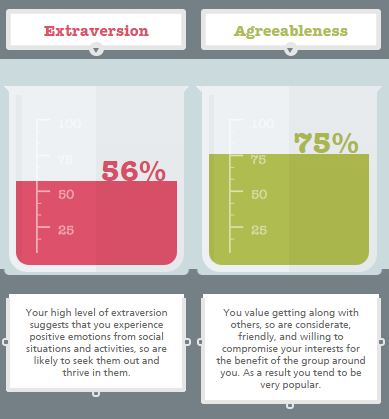 Extraversion
Agreeableness
100
75
56%
50
25
100
75%
75
50
25
Your high level of extraversion
suggests that you experience
positive emotions from social
situations and activities, so are
likely to seek them out and
thrive in them.
You value getting along with
others, so are considerate,
friendly, and willing to
compromise your interests for
the benefit of the group around
you. As a result you tend to be
very popular.